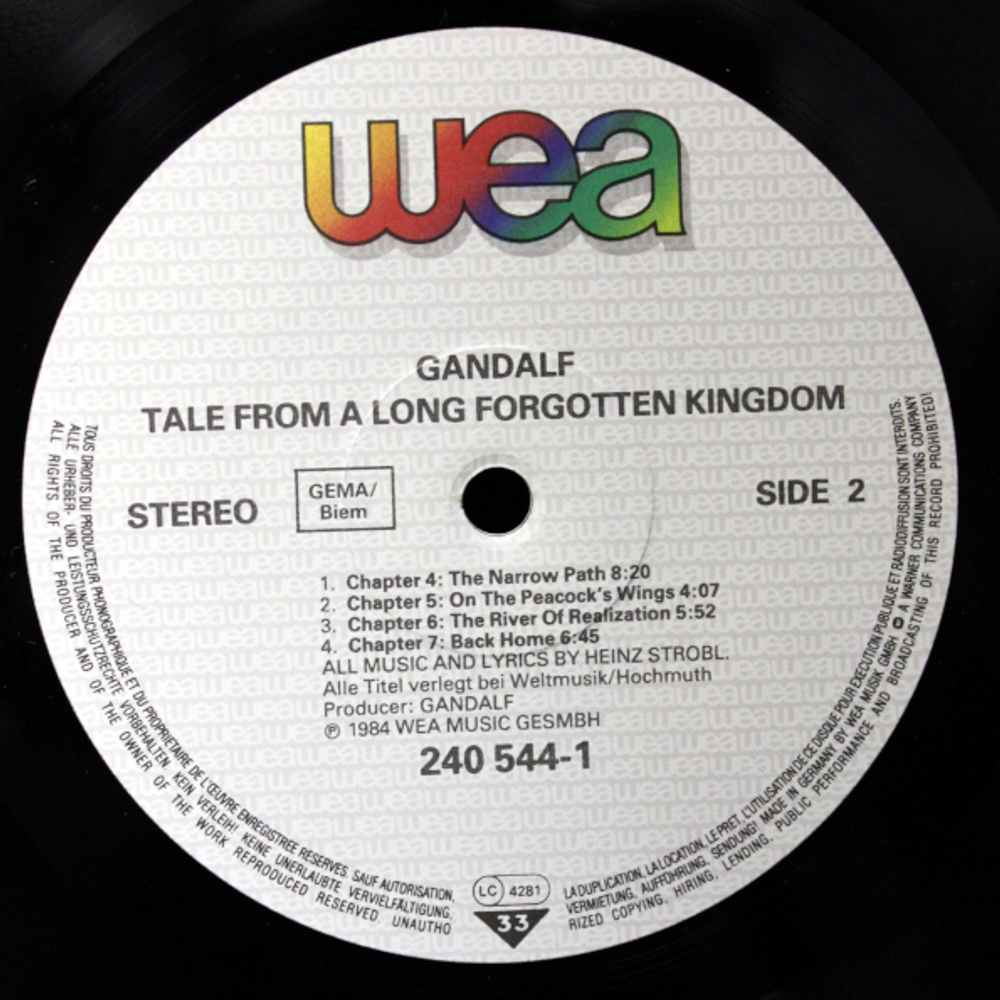 wea
GANDALF
TALE FROM A LONG FORGOTTEN KINGDOM
STEREO
GEMA/
Biem
SIDE 2
1. Chapter 4: The Narrow Path 8:20
2. Chapter 5: On The Peacock's Wings 4:07
3. Chapter 6: The River Of Realization 5:52
4. Chapter 7: Back Home 6:45
ALL MUSIC AND LYRICS BY HEINZ STROBL.
Alle Titel verlegt bei Weltmusik/Hochmuth
Producer: GANDALF
℗ 1984 WEA MUSIC GESMBH
240 544-1
TOUS DROITS DU PRODUCTEUR PHONOGRAPHIQUE ET DU PROPRIETAIRE DE L'ŒUVRE ENREGISTREE RESERVES. SAUF AUTORISATION, LA DUPLICATION, LA LOCATION, LE PRET, L'UTILISATION DE CE DISQUE POUR EXECUTION PUBLIQUE ET RADIODIFFUSION SONT INTERDITS.
ALLE URHEBER- UND LEISTUNGSSCHUTZRECHTE VORBEHALTEN. KEIN VERLEIH! KEINE UNERLAUBTE VERVIELFÄLTIGUNG, VERMIETUNG, AUFFÜHRUNG, SENDUNG! MADE IN GERMANY BY WEA MUSIK GMBH A WARNER COMMUNICATIONS COMPANY
ALL RIGHTS OF THE PRODUCER AND OF THE OWNER OF THE WORK REPRODUCED RESERVED UNAUTHORIZED COPYING, HIRING, LENDING, PUBLIC PERFORMANCE AND BROADCASTING OF THIS RECORD PROHIBITED!
LC 4281
33